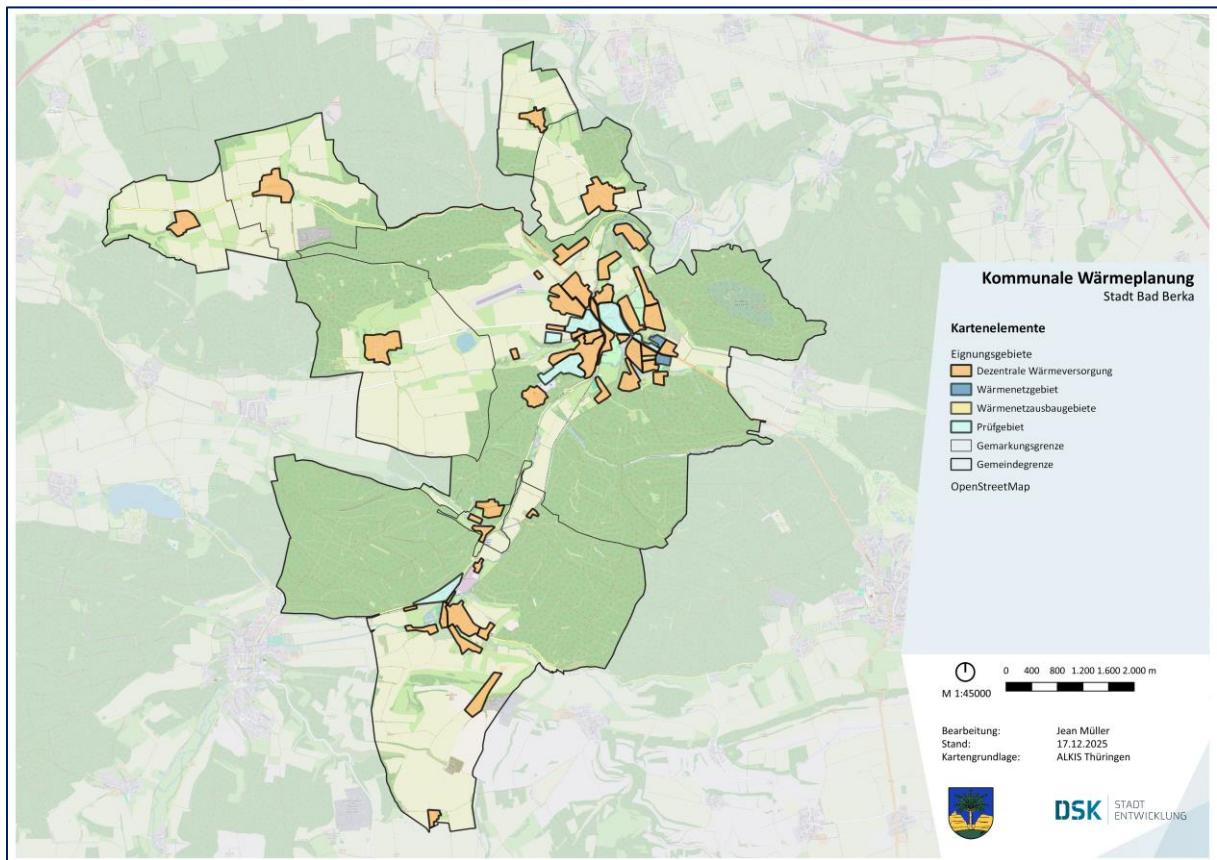 Kommunale Wärmeplanung
Stadt Bad Berka
Kartenelemente
Eignungsgebiete
Dezentrale Wärmeversorgung
Wärmenetzgebiet
Wärmenetzausbaugebiete
Prüfgebiet
Gemarkungsgrenze
Gemeindegrenze
OpenStreetMap
M 1:45000
0 400 800 1.200 1.600 2.000 m
Bearbeitung: Jean Müller
Stand: 17.12.2025
Kartengrundlage: ALKIS Thüringen
DSK STADT
ENTWICKLUNG